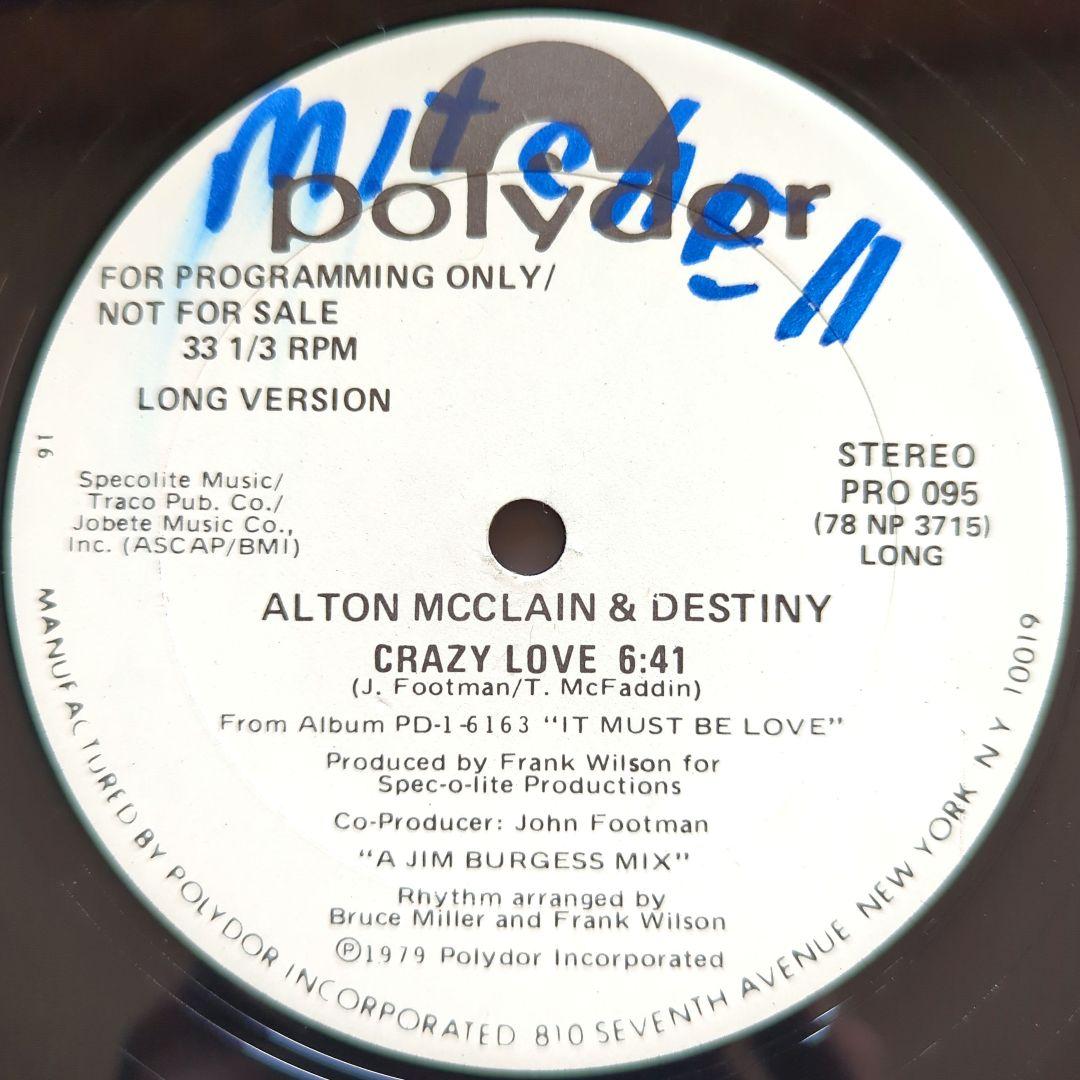 Mitchell
polydor
FOR PROGRAMMING ONLY/
NOT FOR SALE
33 1/3 RPM
LONG VERSION
16
STEREO
PRO 095
(78 NP 3715)
LONG
Specolite Music/
Traco Pub. Co./
Jobete Music Co.,
Inc. (ASCAP/BMI)
ALTON MCCLAIN & DESTINY
CRAZY LOVE 6:41
(J. Footman/T. McFaddin)
From Album PD-1-6163 "IT MUST BE LOVE"
Produced by Frank Wilson for
Spec-o-lite Productions
Co-Producer: John Footman
"A JIM BURGESS MIX"
Rhythm arranged by
Bruce Miller and Frank Wilson
Ⓟ1979 Polydor Incorporated
MANUFACTURED BY POLYDOR INCORPORATED 810 SEVENTH AVENUE NEW YORK N Y 10019